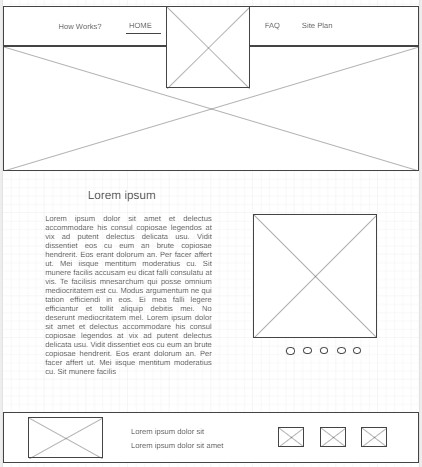 How Works?
HOME
FAQ
Site Plan
Lorem ipsum
Lorem ipsum dolor sit amet et delectus
accommodare his consul copiosae legendos at
vix ad putent delectus delicata usu. Vidit
dissentiet eos cu eum an brute copiosae
hendrerit. Eos erant dolorum an. Per facer affert
ut. Mei iisque mentitum moderatius cu. Sit
munere facilis accusam eu dicat falli consulatu at
vis. Te facilisis mnesarchum qui posse omnium
mediocritatem est cu. Modus argumentum ne qui
tation efficiendi in eos. Ei mea falli legere
efficiantur et tollit aliquip debitis mei. No
deserunt mediocritatem mel. Lorem ipsum dolor
sit amet et delectus accommodare his consul
copiosae legendos at vix ad putent delectus
delicata usu. Vidit dissentiet eos cu eum an brute
copiosae hendrerit. Eos erant dolorum an. Per
facer affert ut. Mei iisque mentitum moderatius
cu. Sit munere facilis
Lorem ipsum dolor sit
Lorem ipsum dolor sit amet